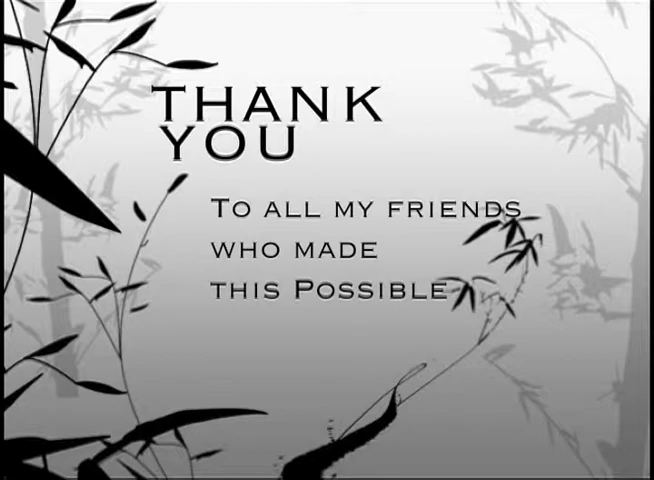 THANK
YOU
TO ALL MY FRIENDS
WHO MADE
THIS POSSIBLE